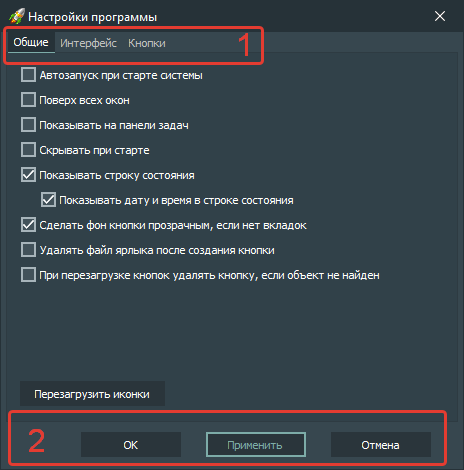 Настройки программы
Общие Интерфейс Кнопки 1
Автозапуск при старте системы
Поверх всех окон
Показывать на панели задач
Скрывать при старте
Показывать строку состояния
Показывать дату и время в строке состояния
Сделать фон кнопки прозрачным, если нет вкладок
Удалять файл ярлыка после создания кнопки
При перезагрузке кнопок удалять кнопку, если объект не найден
Перезагрузить иконки
2 ОК Применить Отмена